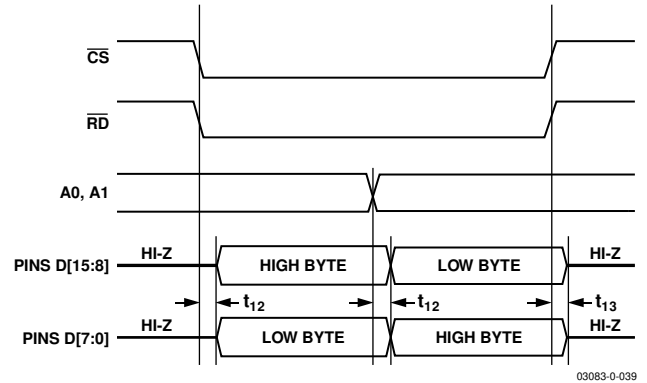 CS
RD
A0, A1
PINS D[15:8] HI-Z HIGH BYTE LOW BYTE HI-Z
t12 t12 t13
PINS D[7:0] HI-Z LOW BYTE HIGH BYTE HI-Z
03083-0-039